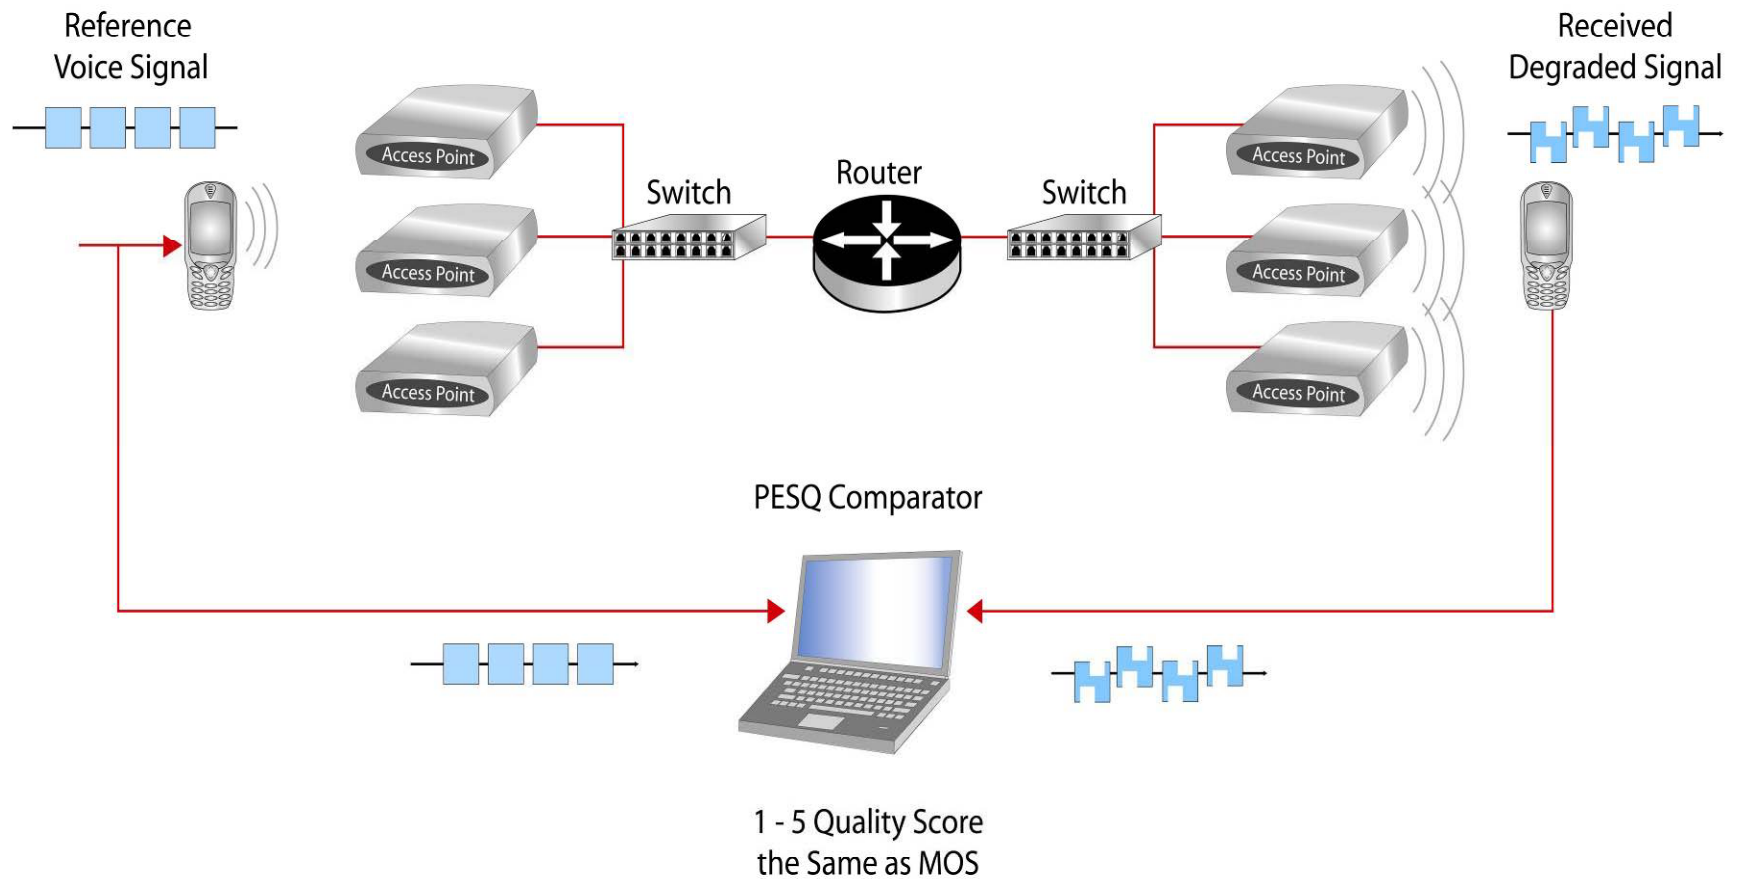 Reference
Voice Signal
Received
Degraded Signal
Access Point
Access Point
Router
Switch
Switch
Access Point
Access Point
Access Point
Access Point
PESQ Comparator
1 - 5 Quality Score
the Same as MOS